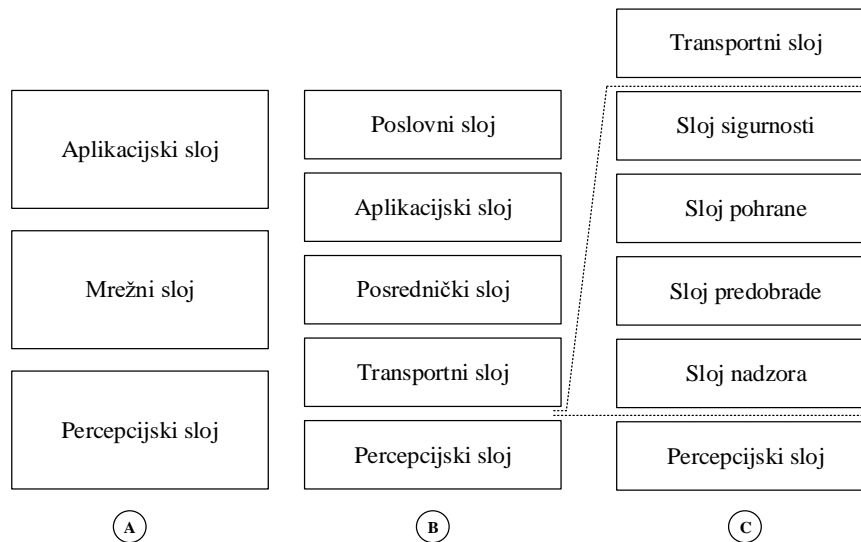 Aplikacijski sloj
Mrežni sloj
Percepcijski sloj
A
Poslovni sloj
Aplikacijski sloj
Posrednički sloj
Transportni sloj
Percepcijski sloj
B
Transportni sloj
Sloj sigurnosti
Sloj pohrane
Sloj predobrade
Sloj nadzora
Percepcijski sloj
C